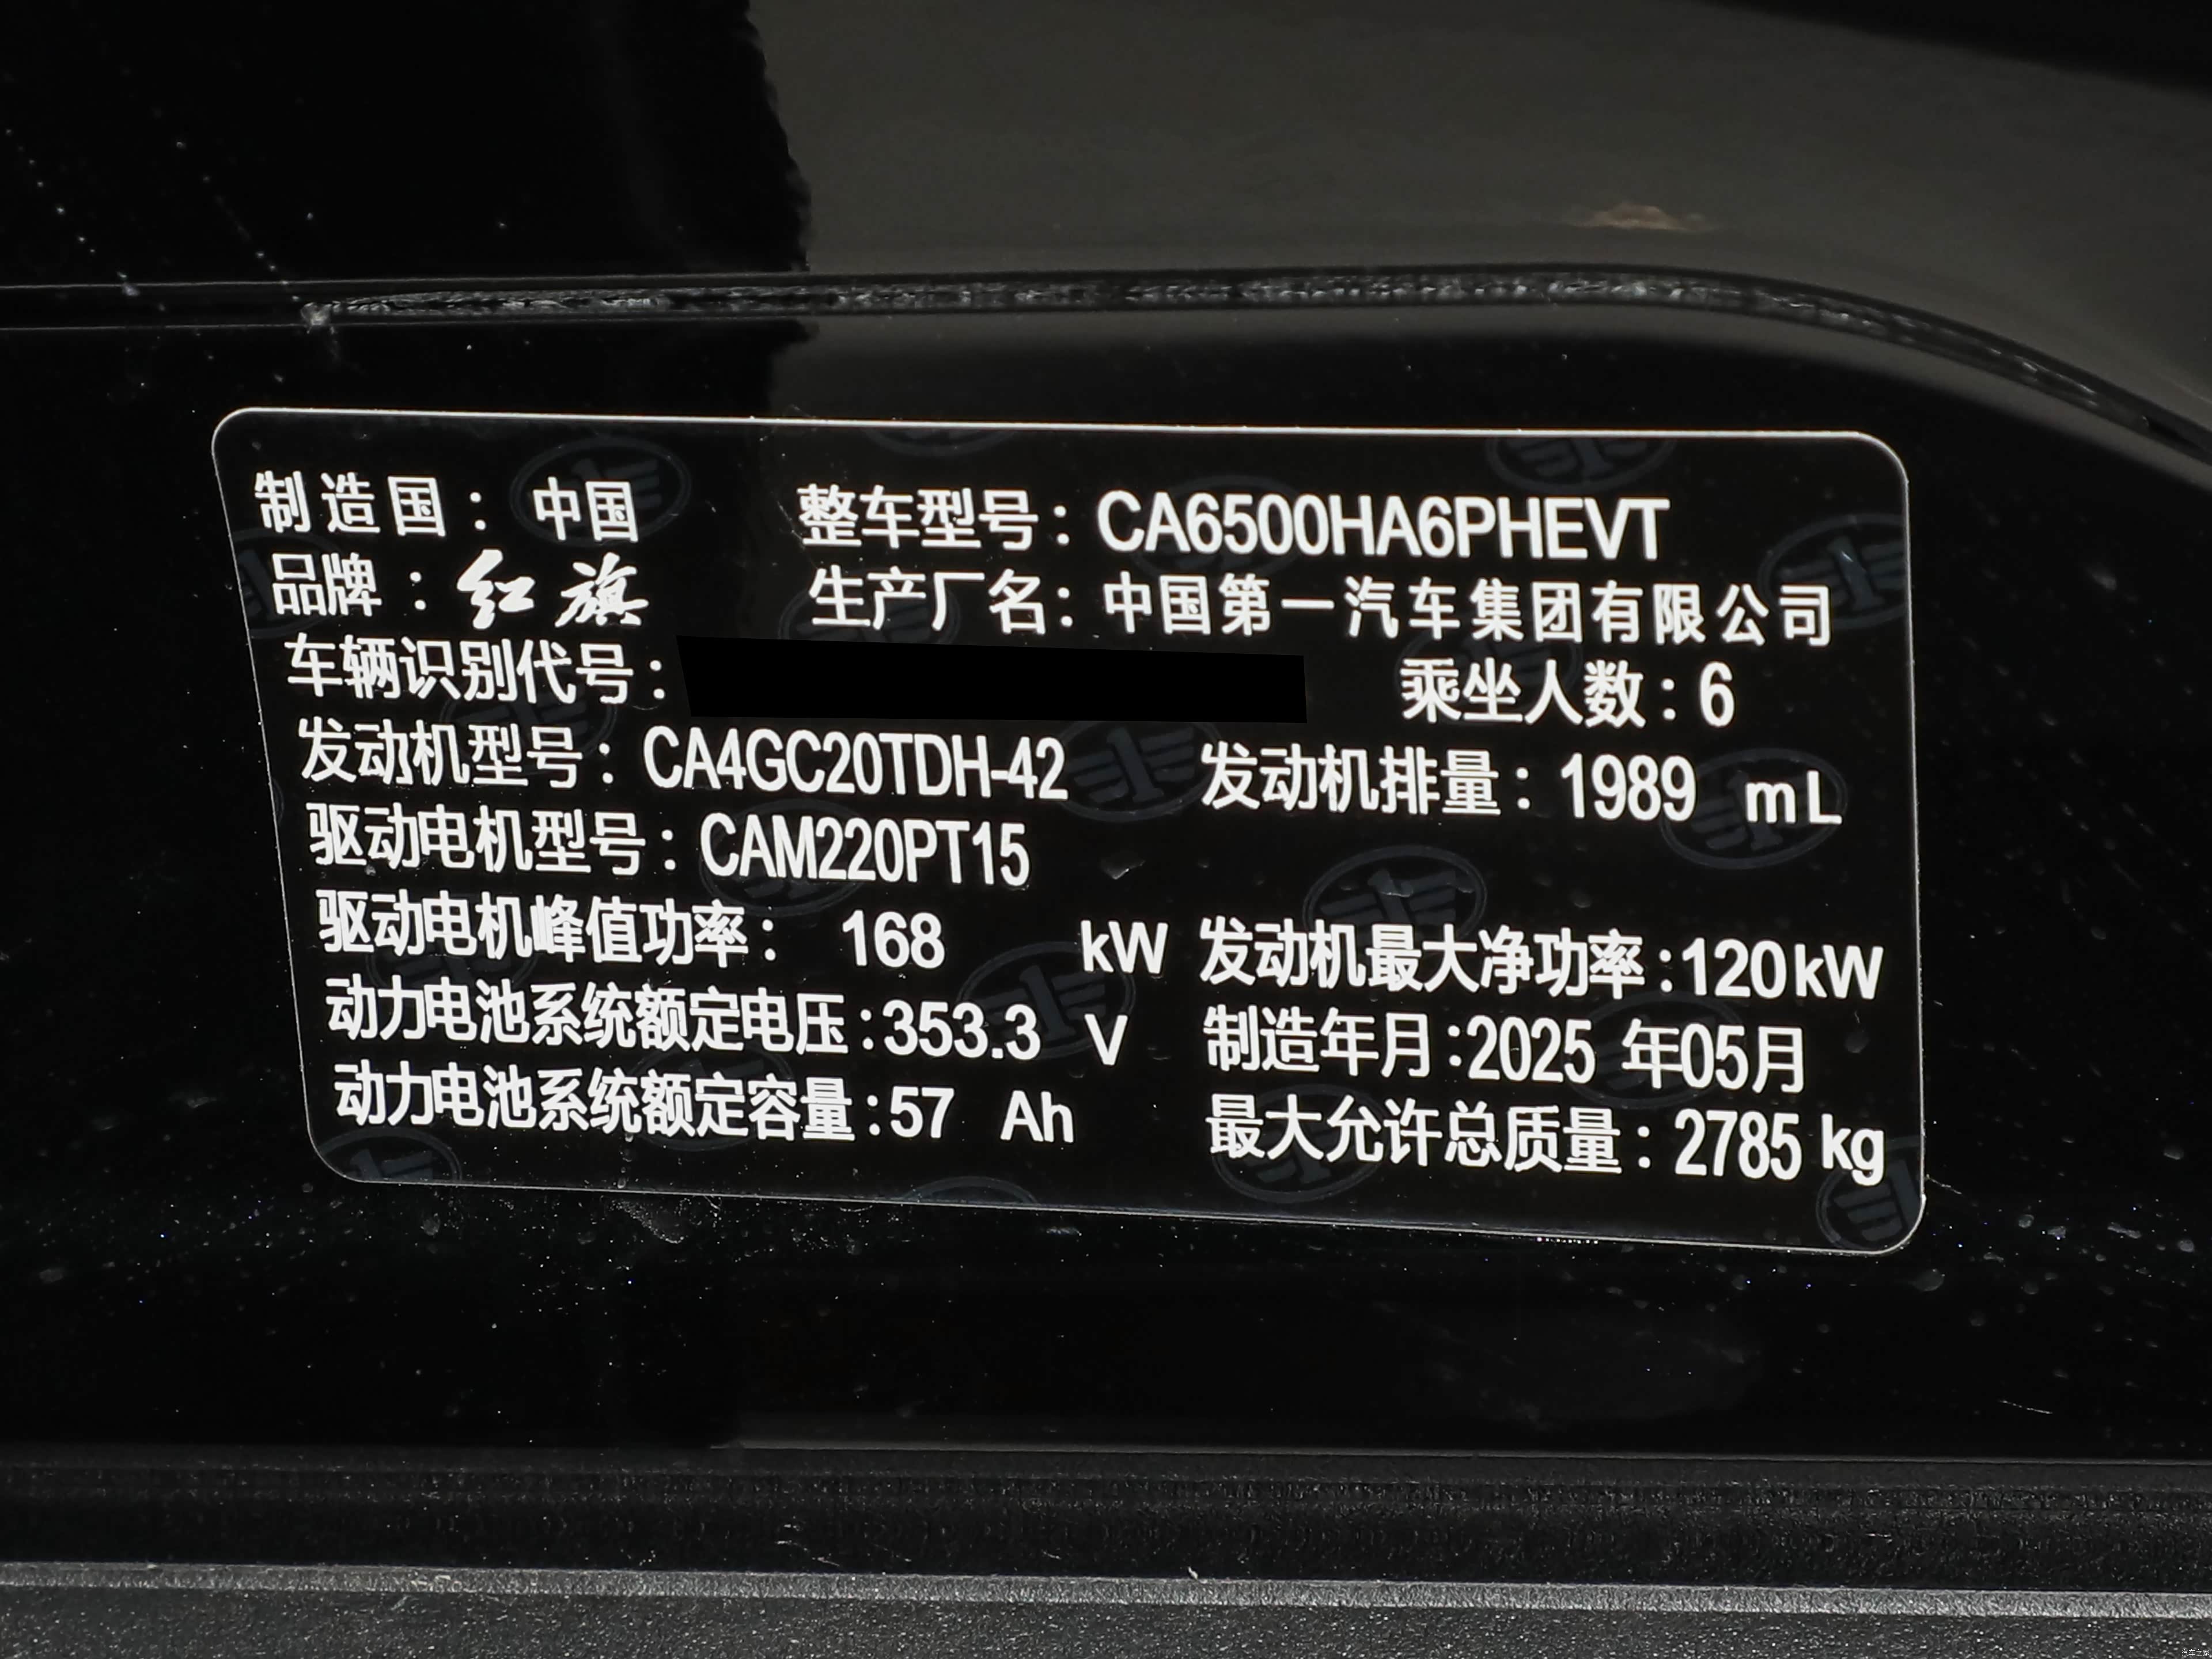 制造国：中国 整车型号：CA6500HA6PHEVT
品牌：红旗 生产厂名：中国第一汽车集团有限公司
车辆识别代号： 乘坐人数：6
发动机型号：CA4GC20TDH-42 发动机排量：1989 mL
驱动电机型号：CAM220PT15
驱动电机峰值功率： 168 kW 发动机最大净功率:120kW
动力电池系统额定电压:353.3 V 制造年月:2025 年05月
动力电池系统额定容量:57 Ah 最大允许总质量：2785 kg
汽车之家